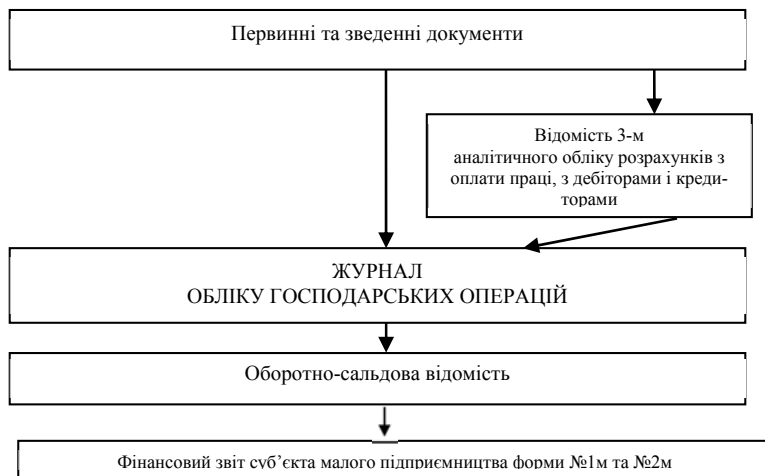 Первинні та зведенні документи
Відомість 3-м
аналітичного обліку розрахунків з
оплати праці, з дебіторами і креди-
торами
ЖУРНАЛ
ОБЛІКУ ГОСПОДАРСЬКИХ ОПЕРАЦІЙ
Оборотно-сальдова відомість
Фінансовий звіт суб’єкта малого підприємництва форми №1м та №2м